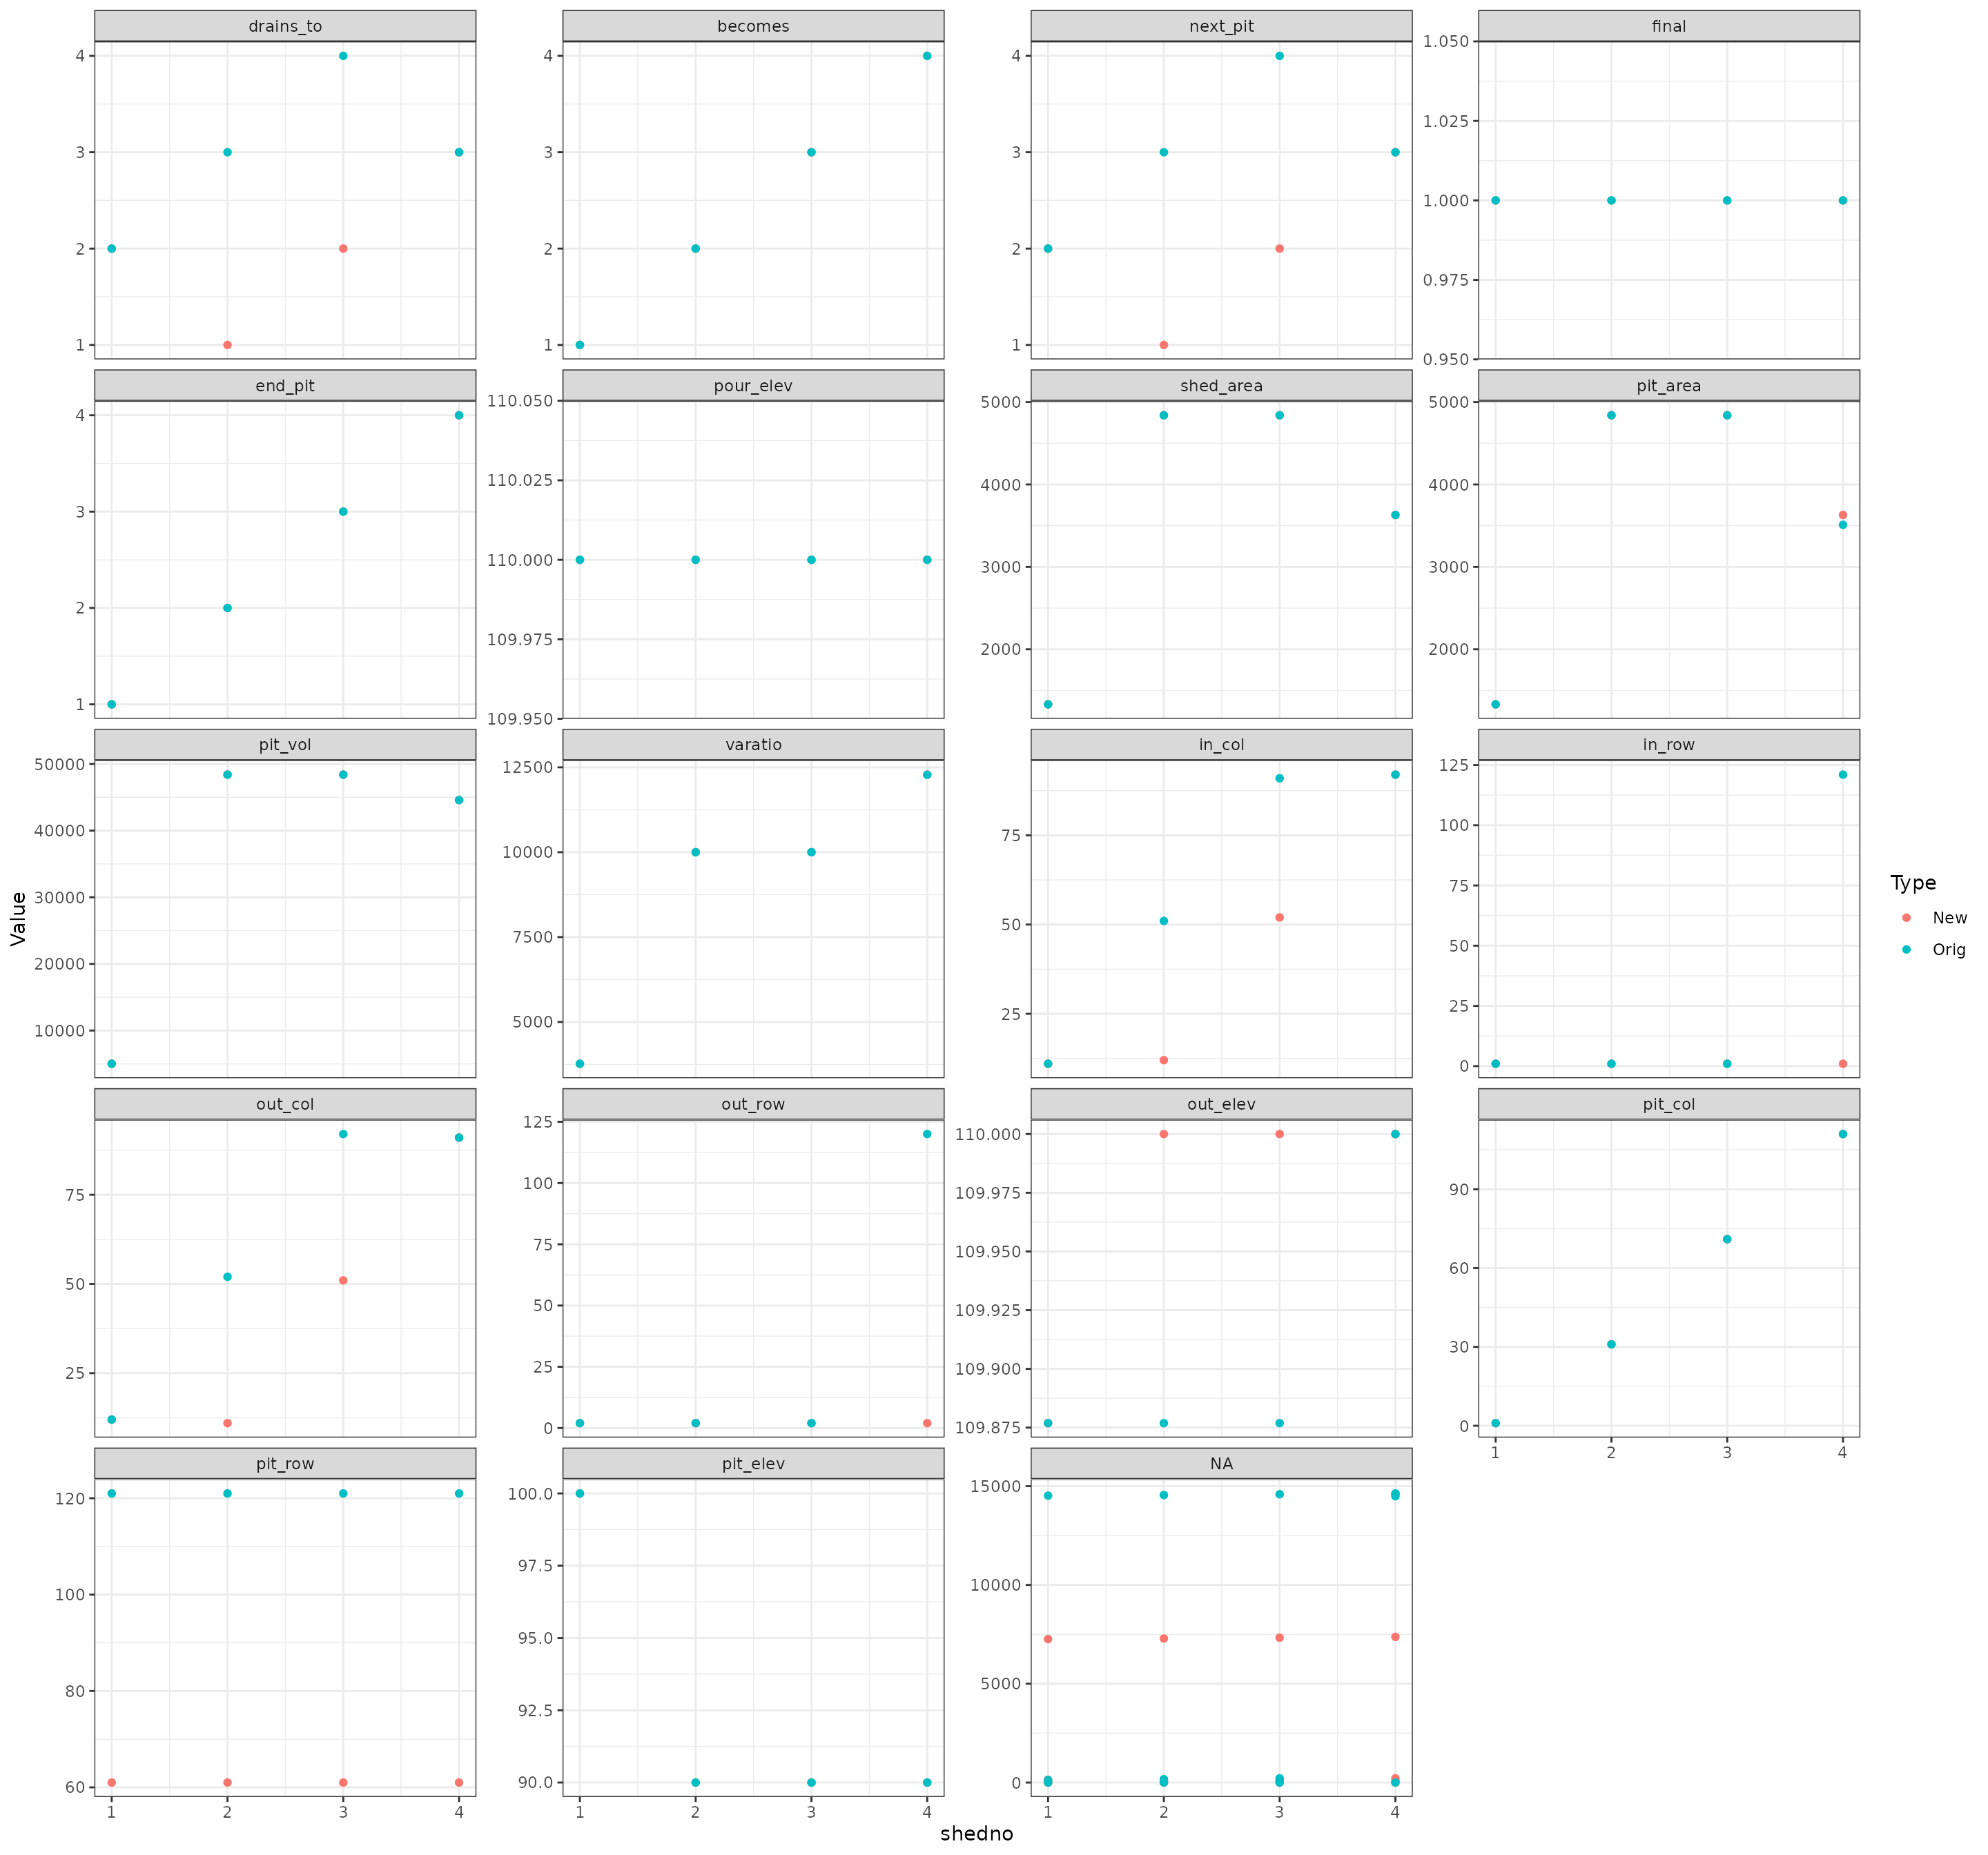 drains_to becomes next_pit final
4 4 4 1.050
3 3 3 1.025
2 2 2 1.000
1 1 1 0.975
0.950
end_pit pour_elev shed_area pit_area
4 110.050 5000 5000
3 110.025 4000 4000
2 110.000 3000 3000
1 109.975 2000 2000
109.950
pit_vol varatio in_col in_row
50000 12500 75 125
40000 10000 50 100
30000 7500 25 75
20000 5000 50
10000 25
0
Value
Type
New
Orig
out_col out_row out_elev pit_col
75 125 110.000 90
50 100 109.975 60
25 75 109.950 30
50 109.925 0
25 109.900
0 109.875
1 2 3 4
pit_row pit_elev NA
120 100.0 15000
100 97.5 10000
80 95.0 5000
60 92.5 0
90.0
1 2 3 4 1 2 3 4 1 2 3 4
shedno